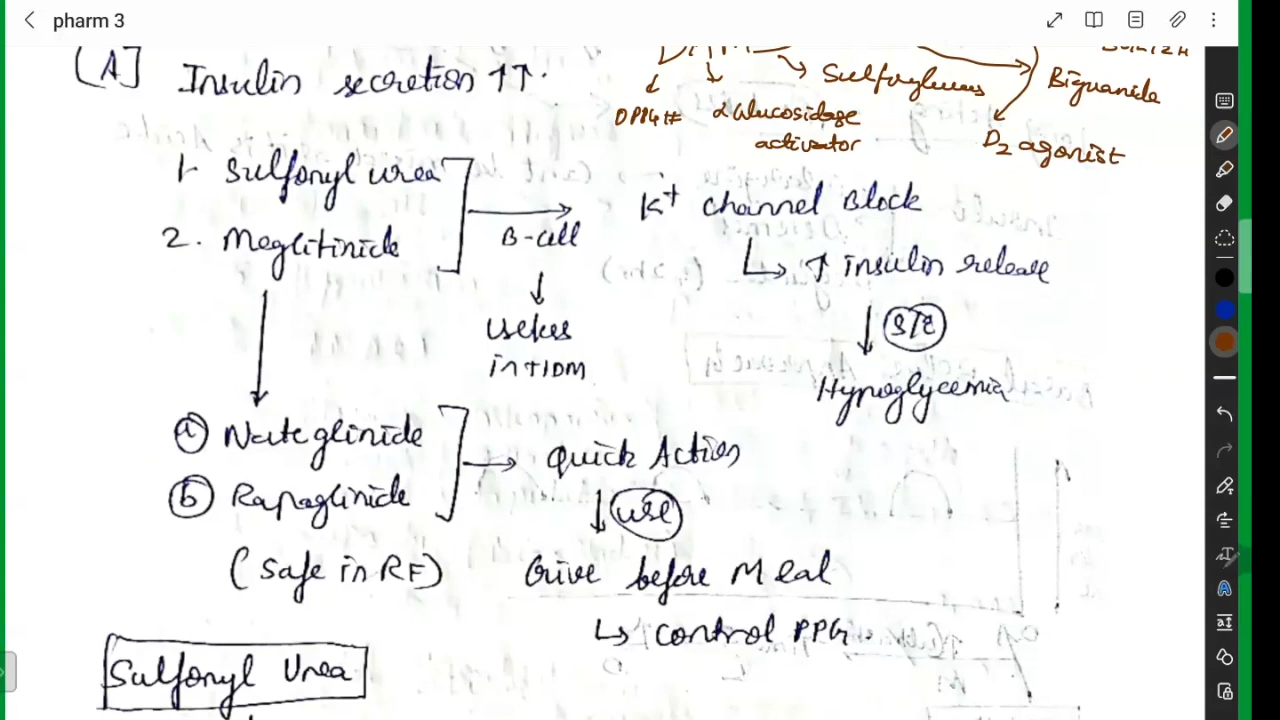 pharm 3
[A] Insulin secretion ↑↑.
Sulfoglureas
Biguanide
DPP4 #
α Glucosidase
activator
D2 agonist
1. Sulfonyl urea
2. Meglitinide
B-cell
K+ channel Block
↳ ↑ insulin release
↓
useless
in T1DM
↓ S/E
Hypoglycemia
a Nateglinide
b Rapaglinide
→ Quick Action
↓ use
(Safe in RF)
Give before Meal
↳ control PPG.
Sulfonyl Urea